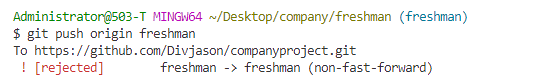 Administrator@503-T MINGW64 ~/Desktop/company/freshman (freshman)
$ git push origin freshman
To https://github.com/Divjason/companyproject.git
! [rejected] freshman -> freshman (non-fast-forward)